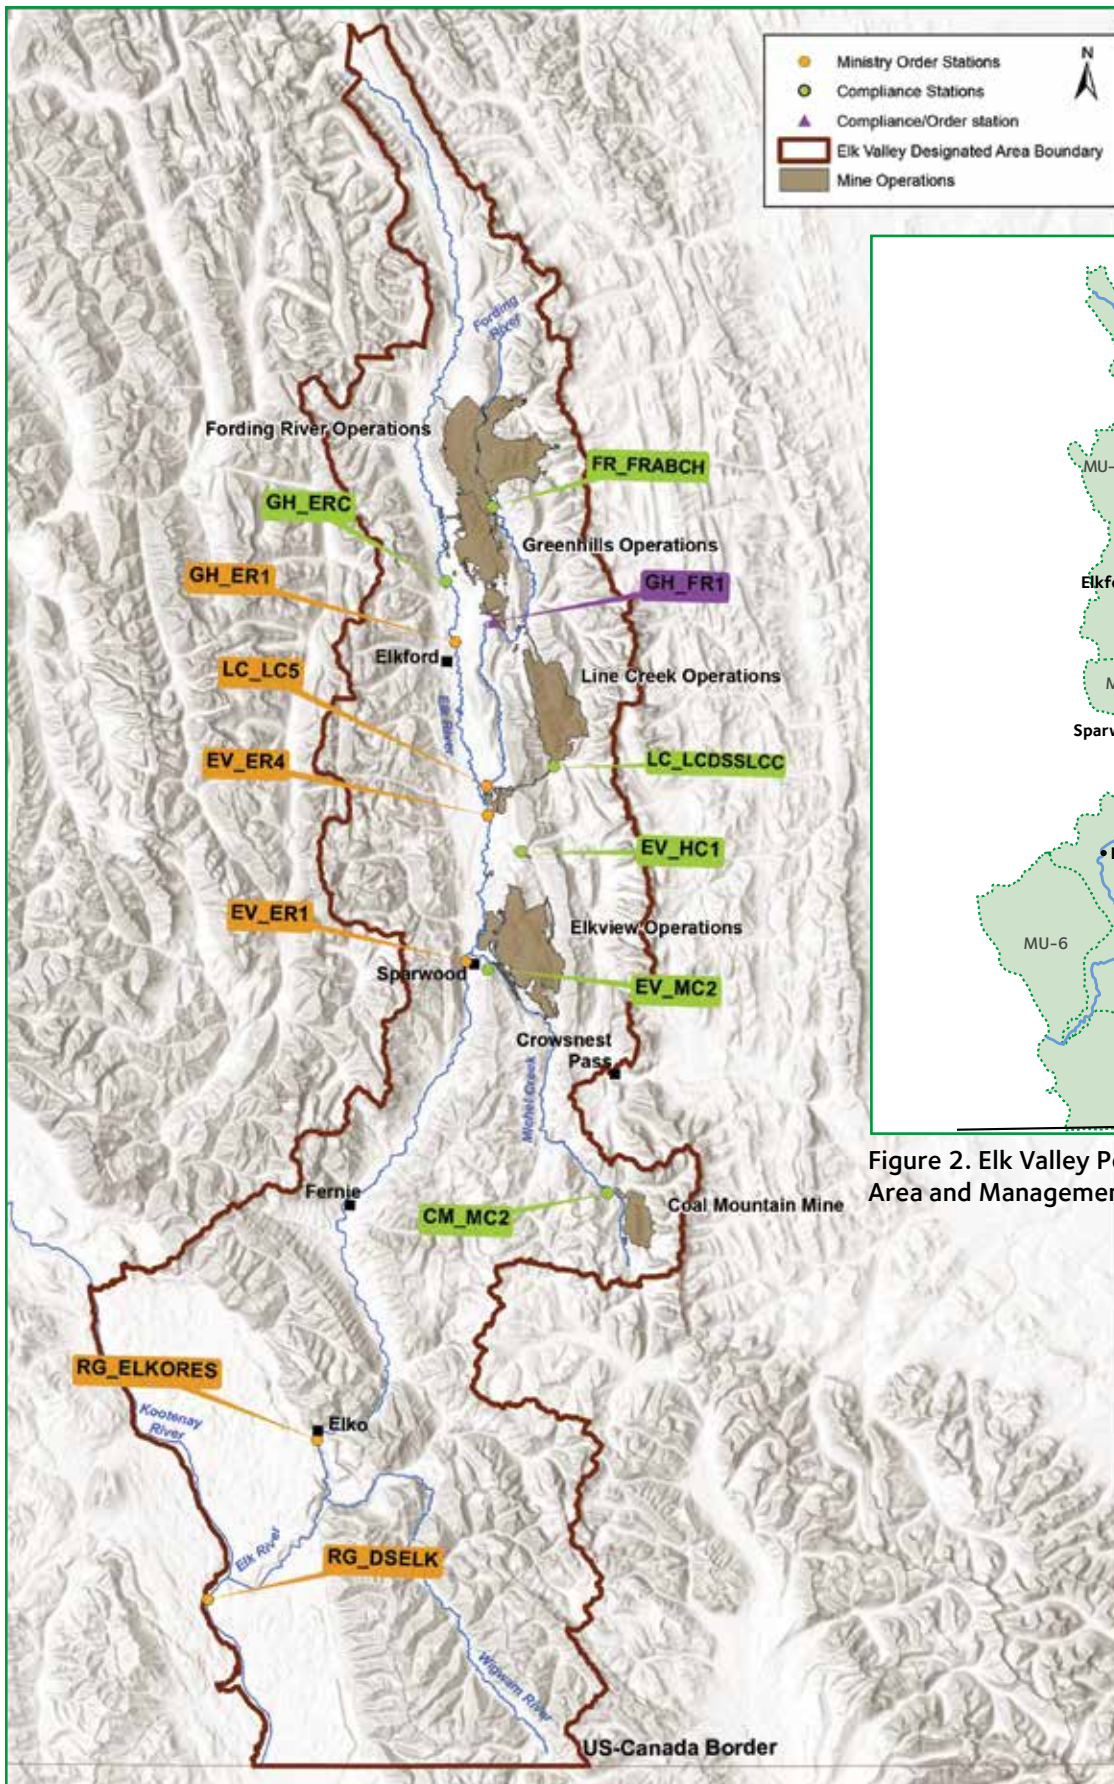 Ministry Order Stations
N
Compliance Stations
Compliance/Order station
Elk Valley Designated Area Boundary
Mine Operations
Fording
River
Fording River Operations
FR_FRABCH
GH_ERC
Greenhills Operations
GH_ER1
GH_FR1
Elkford
LC_LC5
Line Creek Operations
Elk River
EV_ER4
LC_LCDSSLCC
EV_HC1
EV_ER1
Elkview Operations
Sparwood
EV_MC2
Crowsnest
Pass
Michel Creek
Fernie
CM_MC2
Coal Mountain Mine
RG_ELKORES
Kootenay
River
Elko
Elk River
RG_DSELK
Wigwam River
US-Canada Border
MU-
Elkfo
M
Sparw
MU-6
Figure 2. Elk Valley P
Area and Managemen